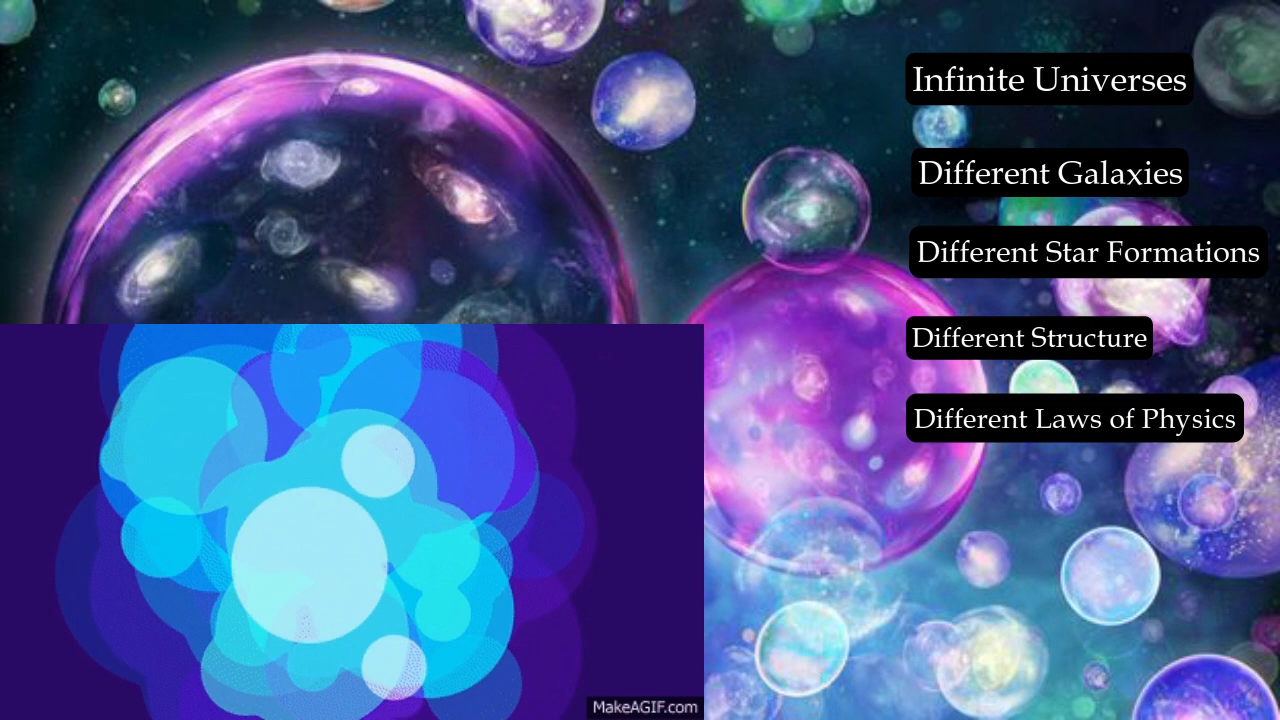 Infinite Universes
Different Galaxies
Different Star Formations
Different Structure
Different Laws of Physics
MakeAGIF.com